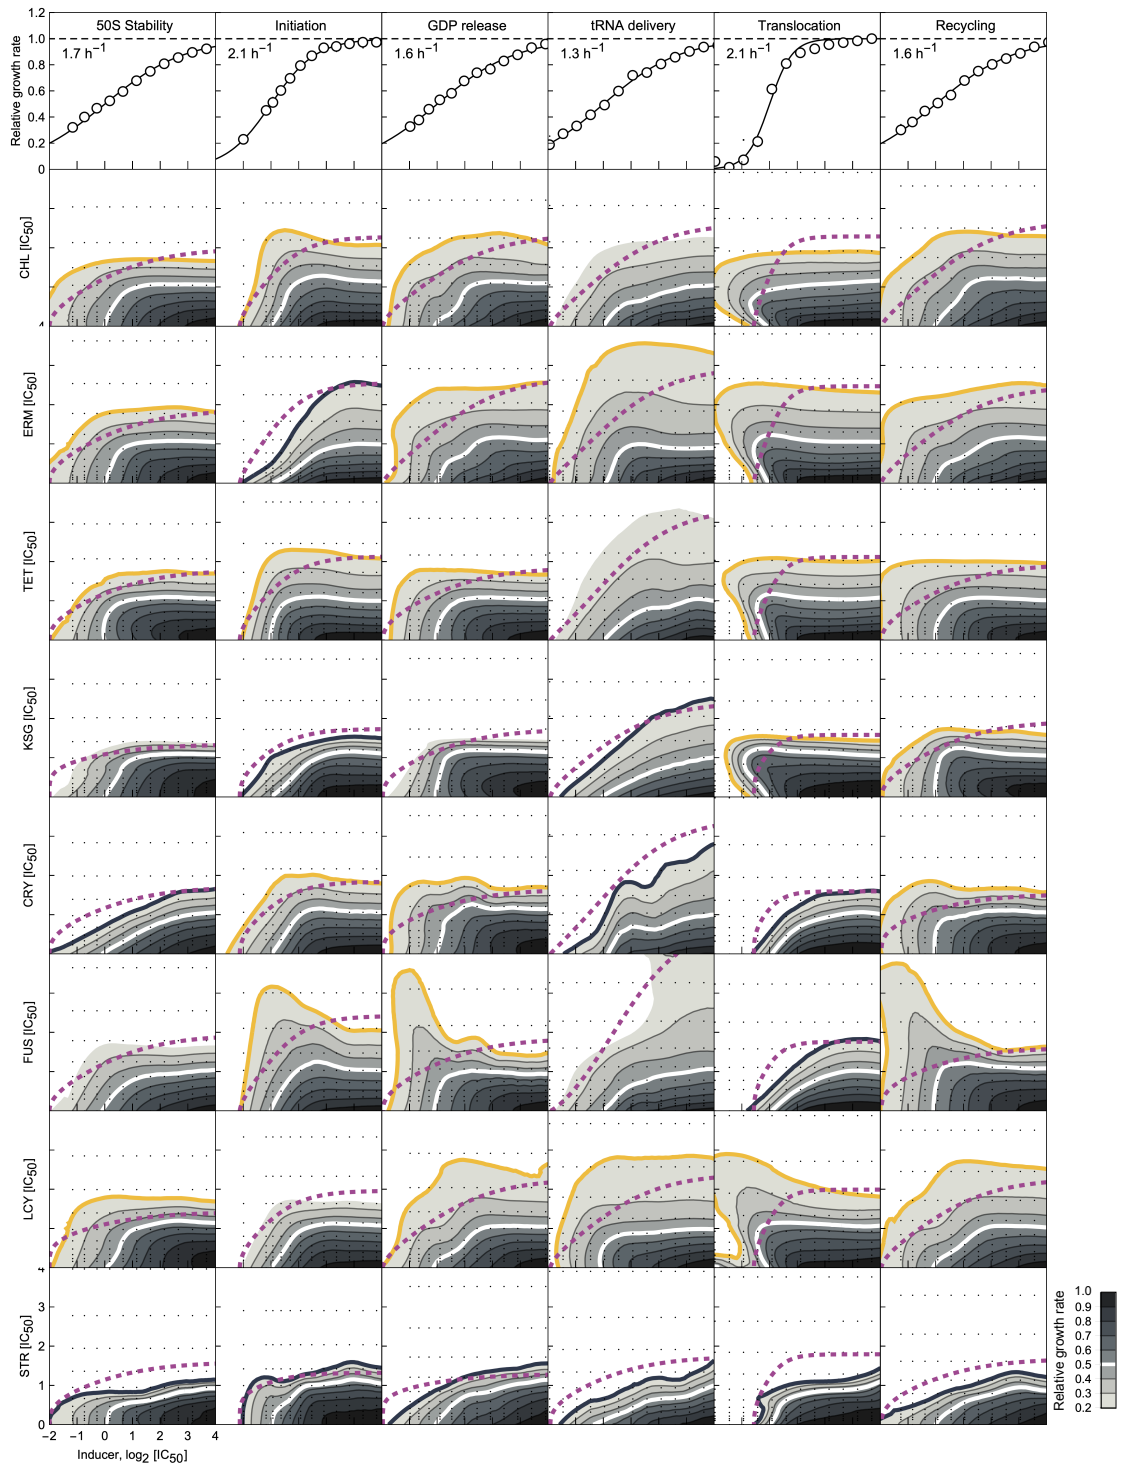 50S Stability Initiation GDP release tRNA delivery Translocation Recycling
1.2
1.0
0.8
0.6
0.4
0.2
0
Relative growth rate
1.7 h⁻¹ 2.1 h⁻¹ 1.6 h⁻¹ 1.3 h⁻¹ 2.1 h⁻¹ 1.6 h⁻¹
CHL [IC50]
ERM [IC50]
TET [IC50]
KSG [IC50]
CRY [IC50]
FUS [IC50]
LCY [IC50]
STR [IC50]
4
3
2
1
0
−2 −1 0 1 2 3 4
Inducer, log2 [IC50]
Relative growth rate
1.0
0.9
0.8
0.7
0.6
0.5
0.4
0.3
0.2